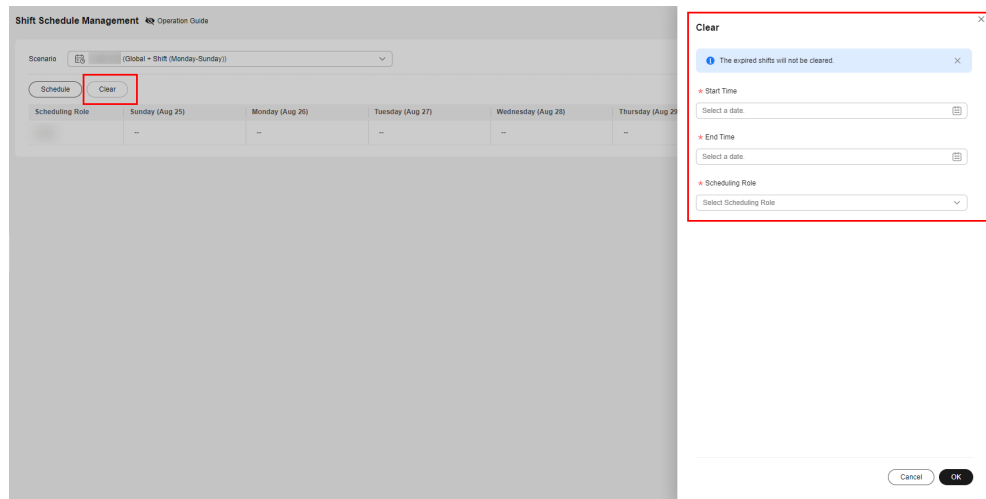 Shift Schedule Management Operation Guide
Scenario (Global + Shift (Monday-Sunday))
Schedule Clear
Scheduling Role Sunday (Aug 25) Monday (Aug 26) Tuesday (Aug 27) Wednesday (Aug 28) Thursday (Aug 29
-- -- -- -- --
Clear
The expired shifts will not be cleared.
* Start Time
Select a date.
* End Time
Select a date.
* Scheduling Role
Select Scheduling Role
Cancel OK